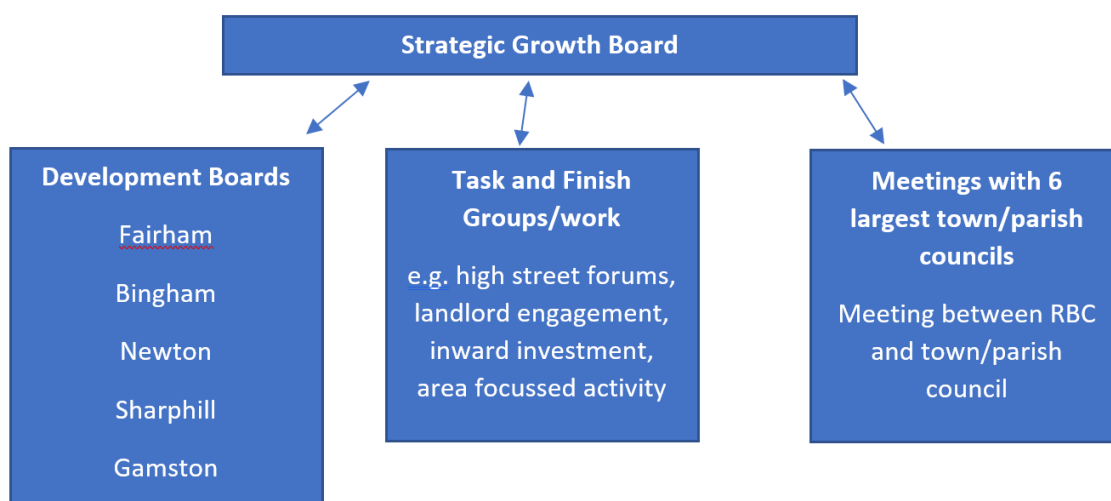 Strategic Growth Board
Development Boards
Fairham
Bingham
Newton
Sharphill
Gamston
Task and Finish
Groups/work
e.g. high street forums,
landlord engagement,
inward investment,
area focussed activity
Meetings with 6
largest town/parish
councils
Meeting between RBC
and town/parish
council